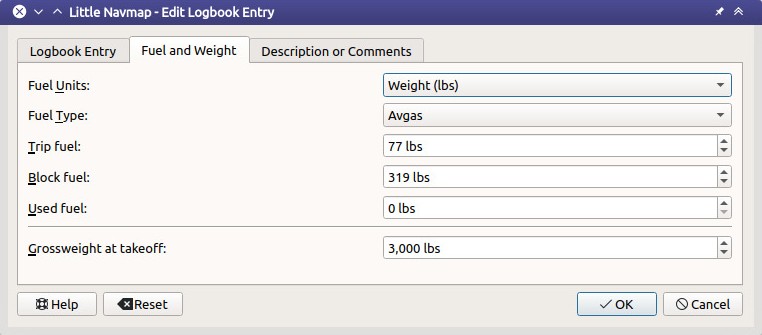 Little Navmap - Edit Logbook Entry
Logbook Entry Fuel and Weight Description or Comments
Fuel Units: Weight (lbs)
Fuel Type: Avgas
Trip fuel: 77 lbs
Block fuel: 319 lbs
Used fuel: 0 lbs
Grossweight at takeoff: 3,000 lbs
Help Reset OK Cancel